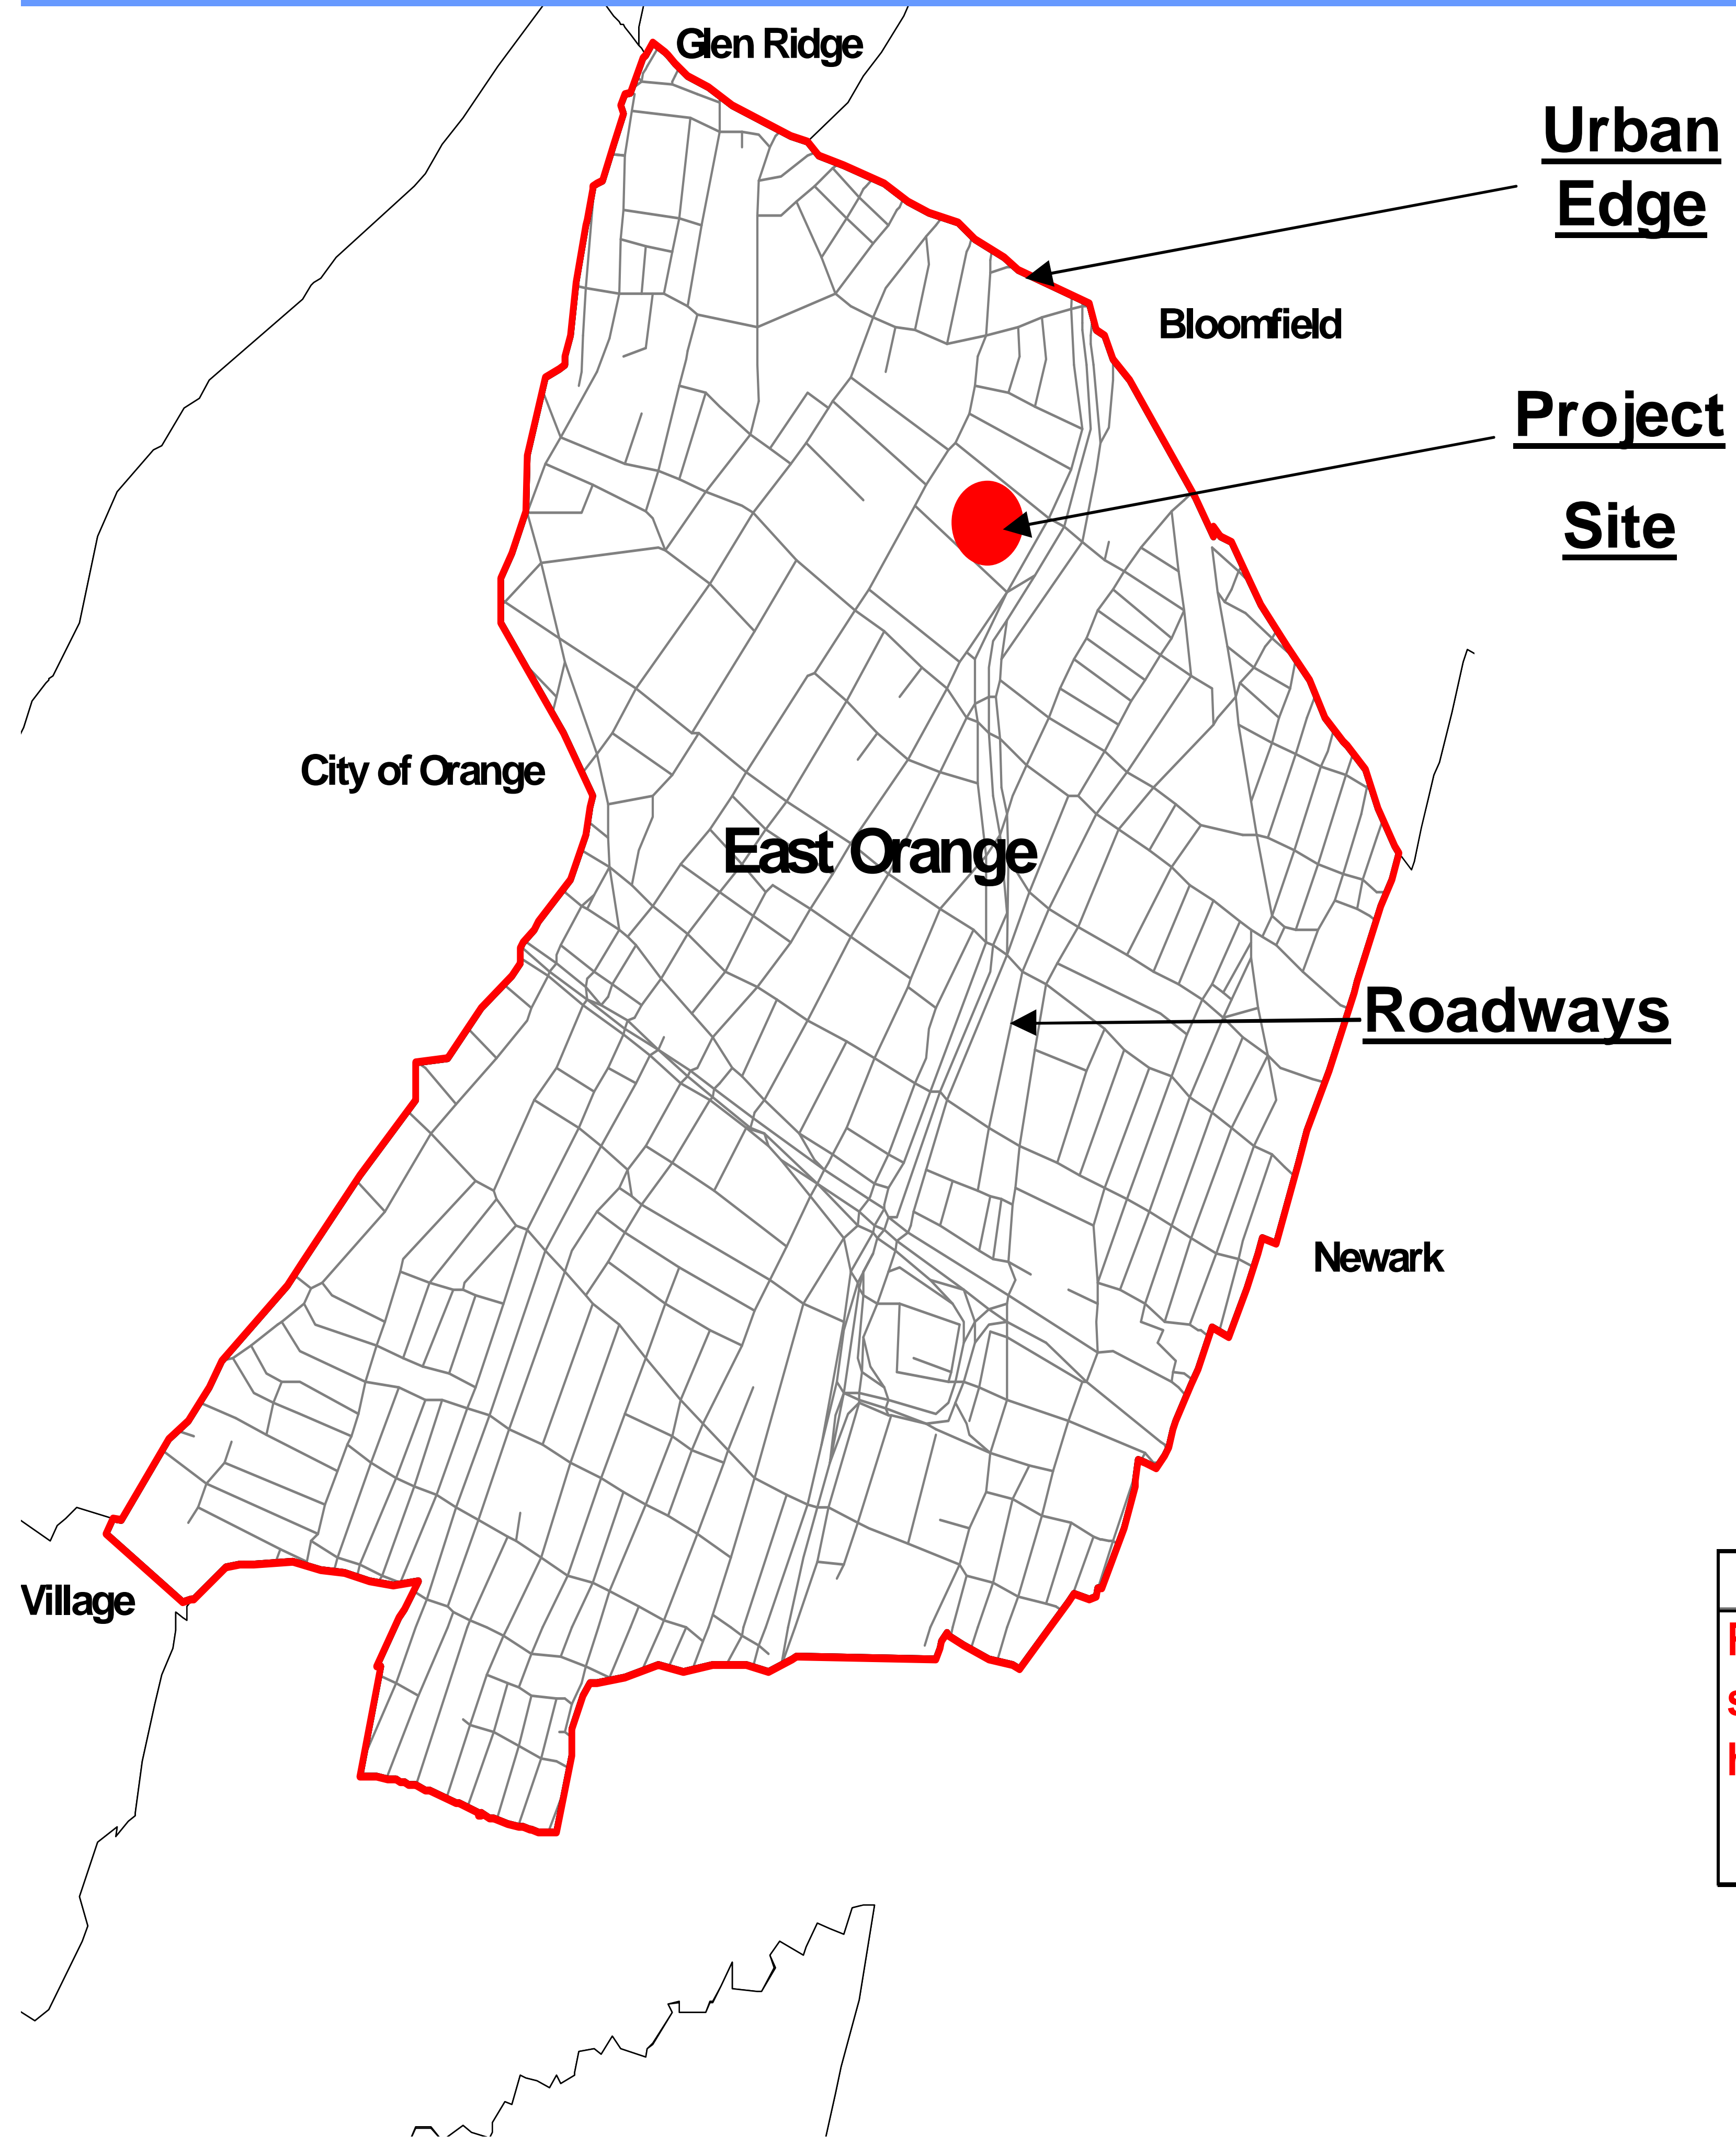 Glen Ridge
Urban
Edge
Bloomfield
Project
Site
City of Orange
East Orange
Roadways
Newark
Village